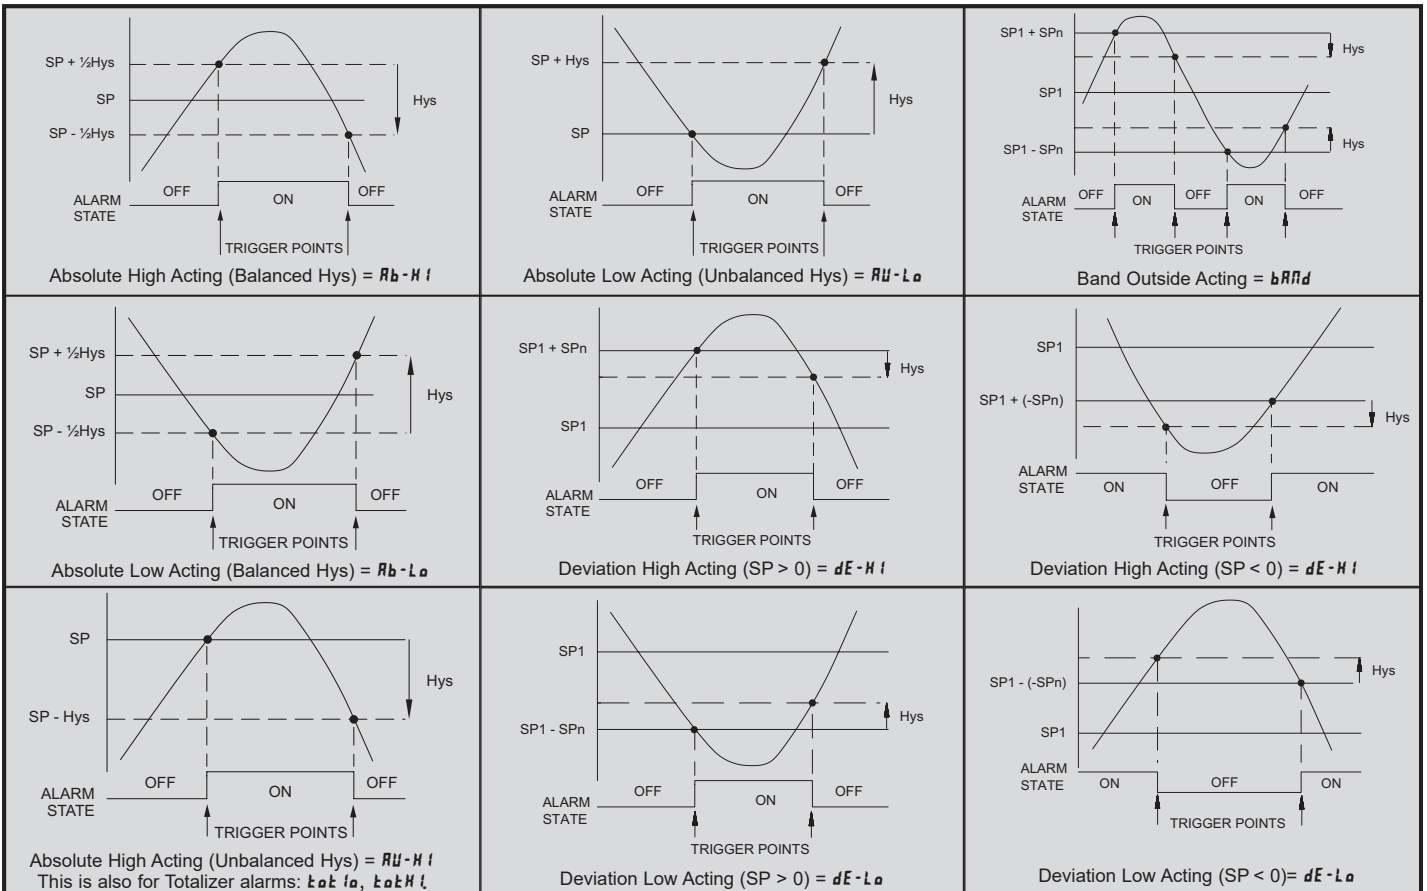 SP + ½Hys
SP
SP - ½Hys
Hys
ALARM
STATE
OFF
ON
OFF
TRIGGER POINTS
Absolute High Acting (Balanced Hys) = Ab-HI
SP + Hys
SP
Hys
ALARM
STATE
OFF
ON
OFF
TRIGGER POINTS
Absolute Low Acting (Unbalanced Hys) = AU-Lo
SP1 + SPn
SP1
SP1 - SPn
Hys
Hys
ALARM
STATE
OFF
ON
OFF
ON
OFF
TRIGGER POINTS
Band Outside Acting = bANd
SP + ½Hys
SP
SP - ½Hys
Hys
ALARM
STATE
OFF
ON
OFF
TRIGGER POINTS
Absolute Low Acting (Balanced Hys) = Ab-Lo
SP1 + SPn
SP1
Hys
ALARM
STATE
OFF
ON
OFF
TRIGGER POINTS
Deviation High Acting (SP > 0) = dE-HI
SP1
SP1 + (-SPn)
Hys
ALARM
STATE
ON
OFF
ON
TRIGGER POINTS
Deviation High Acting (SP < 0) = dE-HI
SP
SP - Hys
Hys
ALARM
STATE
OFF
ON
OFF
TRIGGER POINTS
Absolute High Acting (Unbalanced Hys) = AU-HI
This is also for Totalizer alarms: totLo, totHI.
SP1
SP1 - SPn
Hys
ALARM
STATE
OFF
ON
OFF
TRIGGER POINTS
Deviation Low Acting (SP > 0) = dE-Lo
SP1 - (-SPn)
SP1
Hys
ALARM
STATE
ON
OFF
ON
TRIGGER POINTS
Deviation Low Acting (SP < 0)= dE-Lo